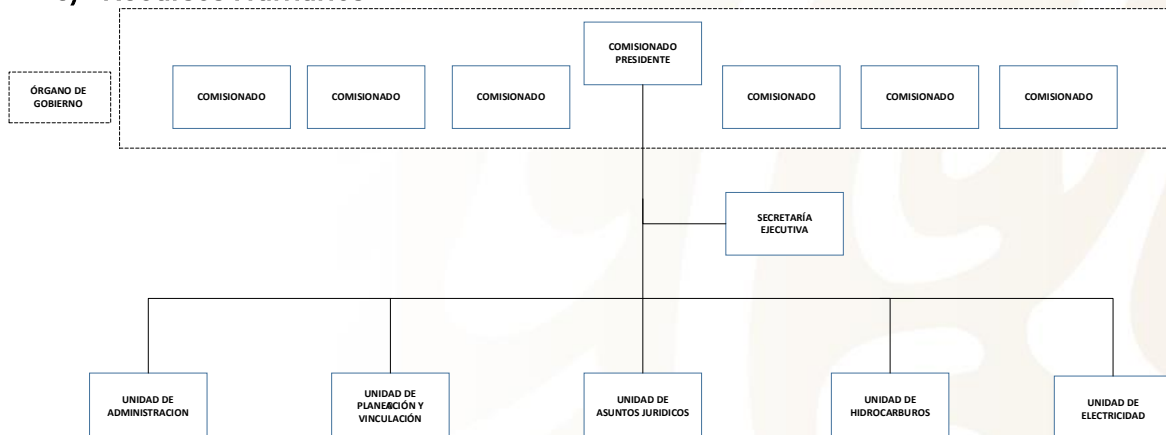 COMISIONADO
PRESIDENTE
ÓRGANO DE
GOBIERNO
COMISIONADO
COMISIONADO
COMISIONADO
COMISIONADO
COMISIONADO
COMISIONADO
SECRETARÍA
EJECUTIVA
UNIDAD DE
ADMINISTRACION
UNIDAD DE
PLANEACIÓN Y
VINCULACIÓN
UNIDAD DE
ASUNTOS JURIDICOS
UNIDAD DE
HIDROCARBUROS
UNIDAD DE
ELECTRICIDAD